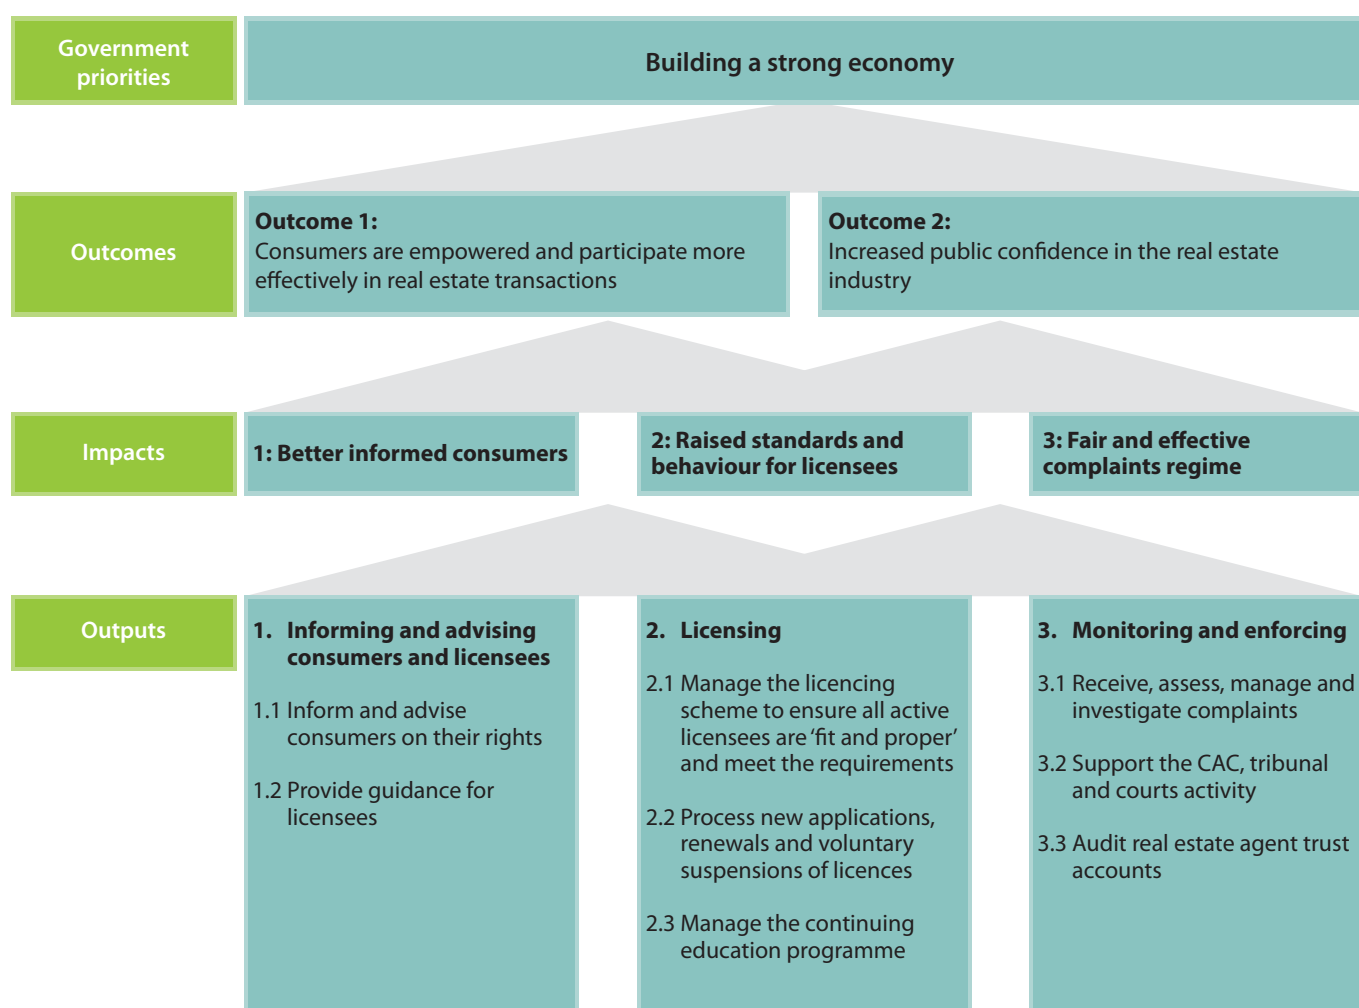 Government
priorities
Building a strong economy
Outcomes
Outcome 1:
Consumers are empowered and participate more
effectively in real estate transactions
Outcome 2:
Increased public confidence in the real estate
industry
Impacts
1: Better informed consumers
2: Raised standards and
behaviour for licensees
3: Fair and effective
complaints regime
Outputs
1. Informing and advising
consumers and licensees
1.1 Inform and advise
consumers on their rights
1.2 Provide guidance for
licensees
2. Licensing
2.1 Manage the licencing
scheme to ensure all active
licensees are ‘fit and proper’
and meet the requirements
2.2 Process new applications,
renewals and voluntary
suspensions of licences
2.3 Manage the continuing
education programme
3. Monitoring and enforcing
3.1 Receive, assess, manage and
investigate complaints
3.2 Support the CAC, tribunal
and courts activity
3.3 Audit real estate agent trust
accounts